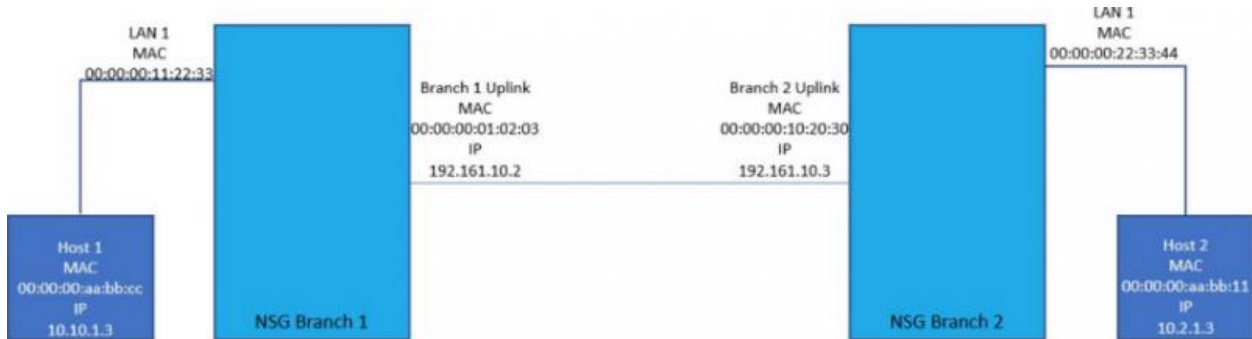 LAN 1
MAC
00:00:00:11:22:33
Host 1
MAC
00:00:00:aa:bb:cc
IP
10.10.1.3
NSG Branch 1
Branch 1 Uplink
MAC
00:00:00:01:02:03
IP
192.161.10.2
Branch 2 Uplink
MAC
00:00:00:10:20:30
IP
192.161.10.3
NSG Branch 2
LAN 1
MAC
00:00:00:22:33:44
Host 2
MAC
00:00:00:aa:bb:11
IP
10.2.1.3